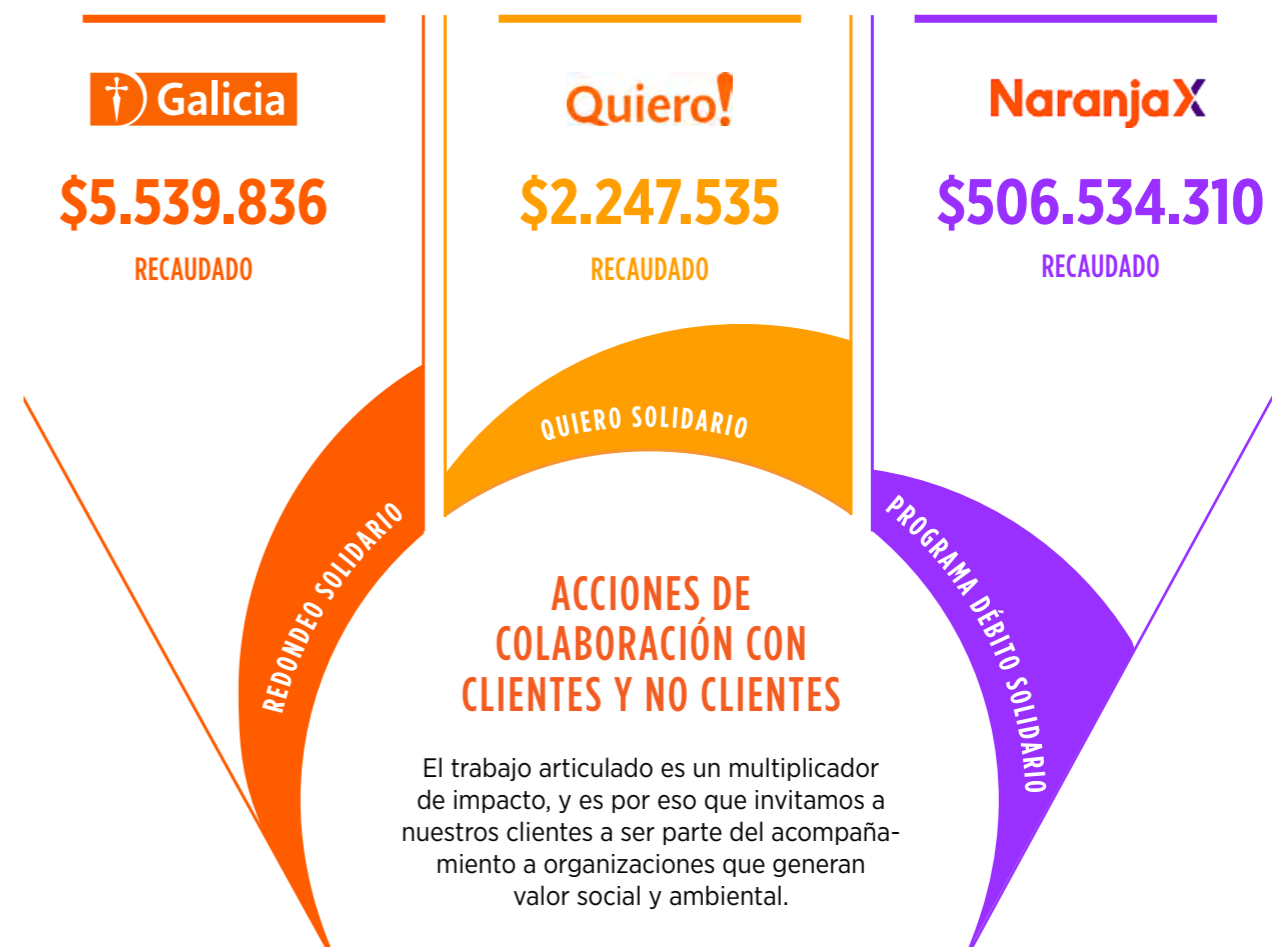 Galicia
$5.539.836
RECAUDADO
REDONDEO SOLIDARIO
Quiero!
$2.247.535
RECAUDADO
QUIERO SOLIDARIO
NaranjaX
$506.534.310
RECAUDADO
PROGRAMA DÉBITO SOLIDARIO
ACCIONES DE
COLABORACIÓN CON
CLIENTES Y NO CLIENTES
El trabajo articulado es un multiplicador
de impacto, y es por eso que invitamos a
nuestros clientes a ser parte del acompaña-
miento a organizaciones que generan
valor social y ambiental.